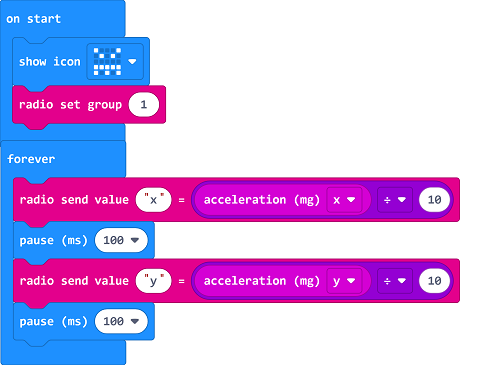 on start
show icon
radio set group 1
forever
radio send value "x" = acceleration (mg) x ÷ 10
pause (ms) 100
radio send value "y" = acceleration (mg) y ÷ 10
pause (ms) 100